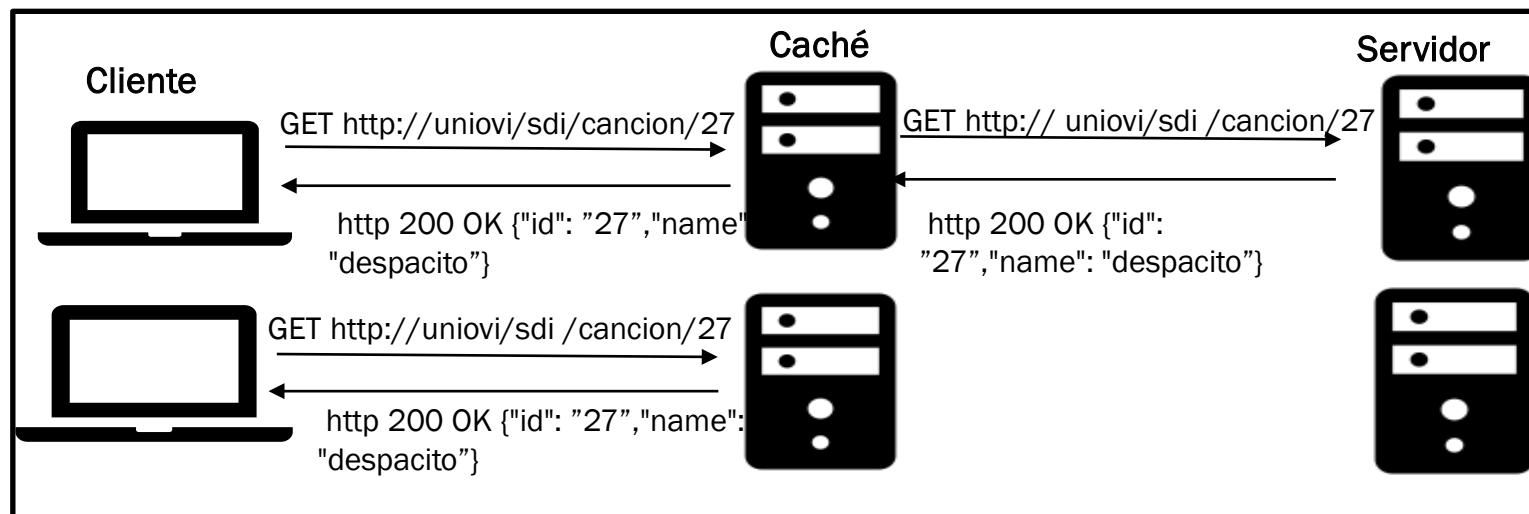 Cliente
Caché
Servidor
GET http://uniovi/sdi/cancion/27
GET http:// uniovi/sdi /cancion/27
http 200 OK {"id": ”27”,"name"
"despacito”}
http 200 OK {"id":
”27”,"name": "despacito”}
GET http://uniovi/sdi /cancion/27
http 200 OK {"id": ”27”,"name":
"despacito”}